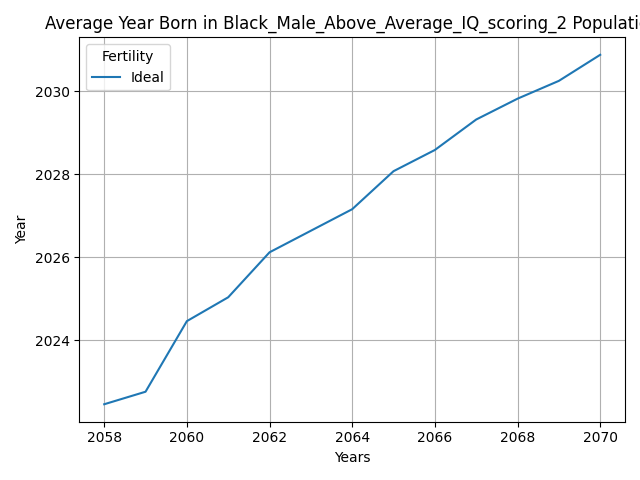 Average Year Born in Black_Male_Above_Average_IQ_scoring_2 Populati
Fertility
Ideal
2030
2028
2026
2024
Year
2058 2060 2062 2064 2066 2068 2070
Years